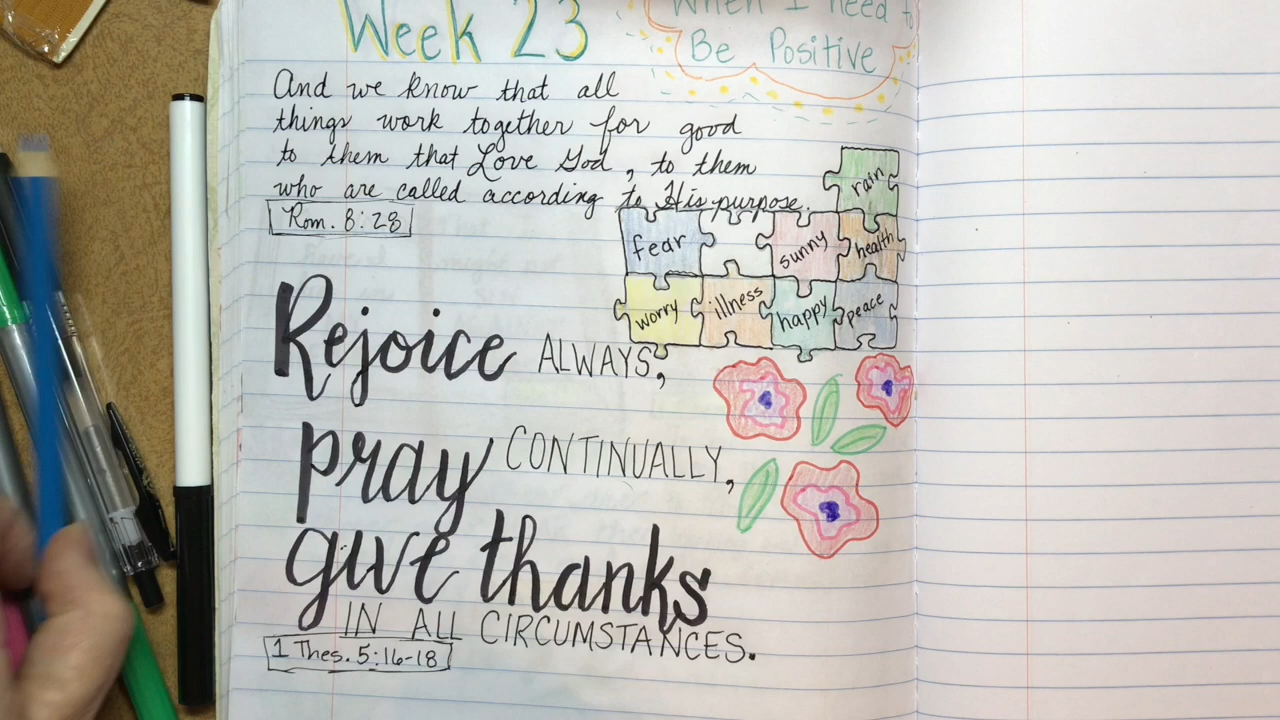 Week 23
When I need to
Be Positive
And we know that all
things work together for good
to them that Love God, to them
who are called according to His purpose.
Rom. 8:28
rain
fear
sunny
health
worry
illness
happy
peace
Rejoice ALWAYS,
pray CONTINUALLY,
give thanks
IN ALL CIRCUMSTANCES.
1 Thes. 5:16-18